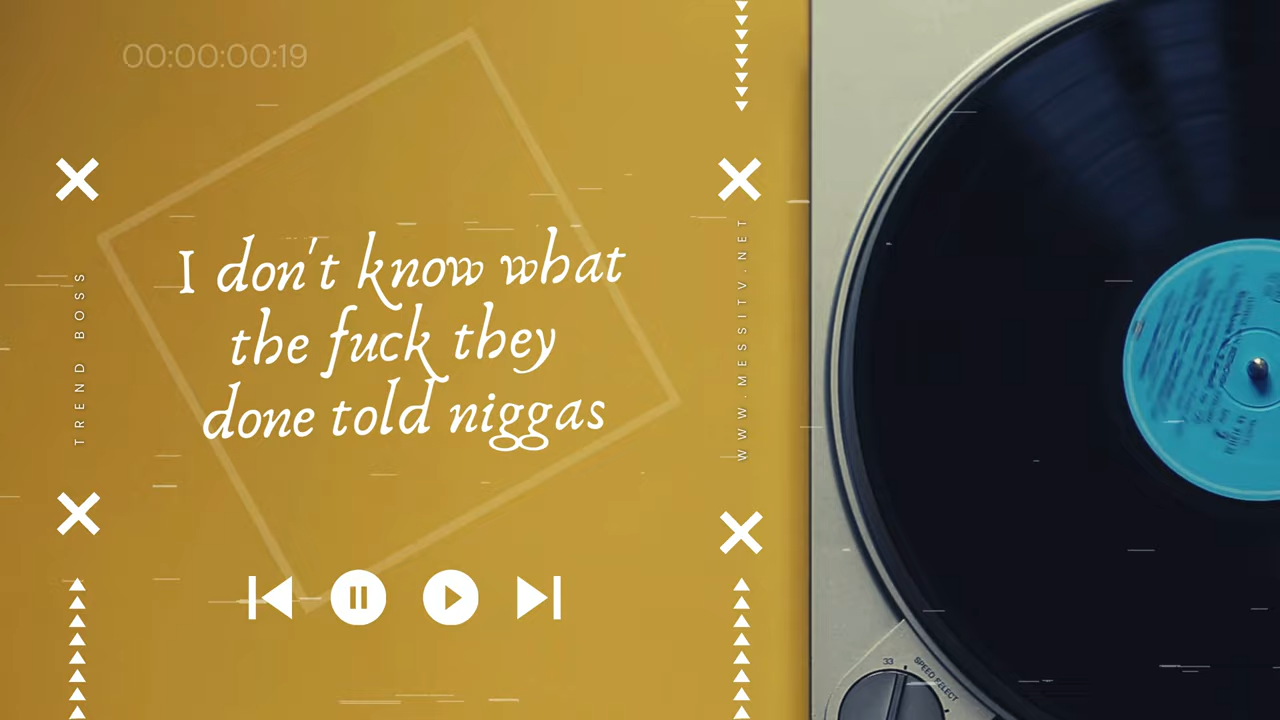 00:00:00:19
TREND BOSS
I don't know what
the fuck they
done told niggas
WWW.MESSITV.NET
33
SPEED SELECT